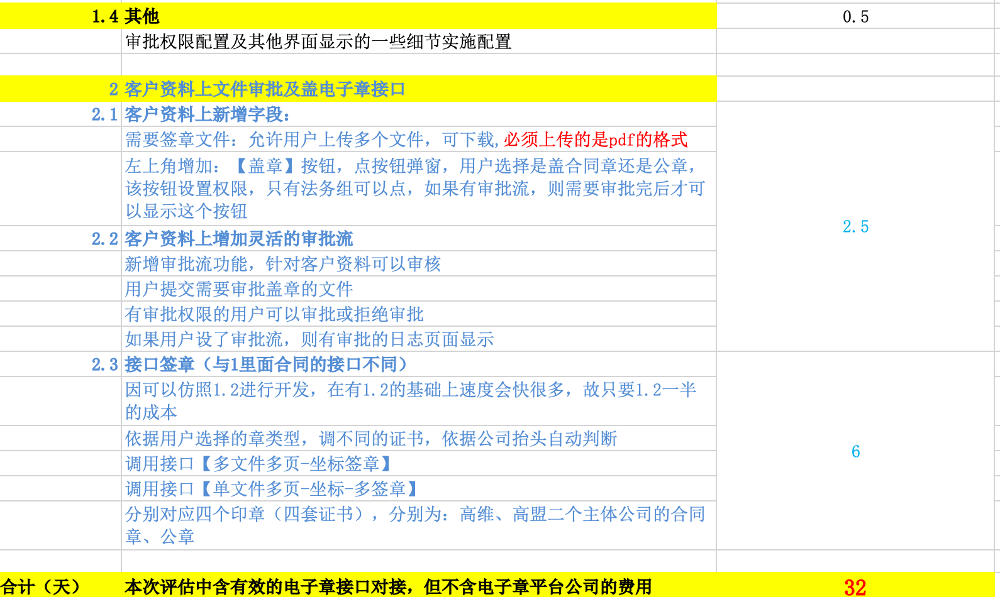 1.4 其他 0.5
审批权限配置及其他界面显示的一些细节实施配置
2 客户资料上文件审批及盖电子章接口
2.1 客户资料上新增字段：
需要签章文件：允许用户上传多个文件，可下载,必须上传的是pdf的格式
左上角增加：【盖章】按钮，点按钮弹窗，用户选择是盖合同章还是公章，
该按钮设置权限，只有法务组可以点，如果有审批流，则需要审批完后才可
以显示这个按钮
2.5
2.2 客户资料上增加灵活的审批流
新增审批流功能，针对客户资料可以审核
用户提交需要审批盖章的文件
有审批权限的用户可以审批或拒绝审批
如果用户设了审批流，则有审批的日志页面显示
2.3 接口签章（与1里面合同的接口不同）
因可以仿照1.2进行开发，在有1.2的基础上速度会快很多，故只要1.2一半
的成本
依据用户选择的章类型，调不同的证书，依据公司抬头自动判断
6
调用接口【多文件多页-坐标签章】
调用接口【单文件多页-坐标-多签章】
分别对应四个印章（四套证书），分别为：高维、高盟二个主体公司的合同
章、公章
合计（天） 本次评估中含有效的电子章接口对接，但不含电子章平台公司的费用 32